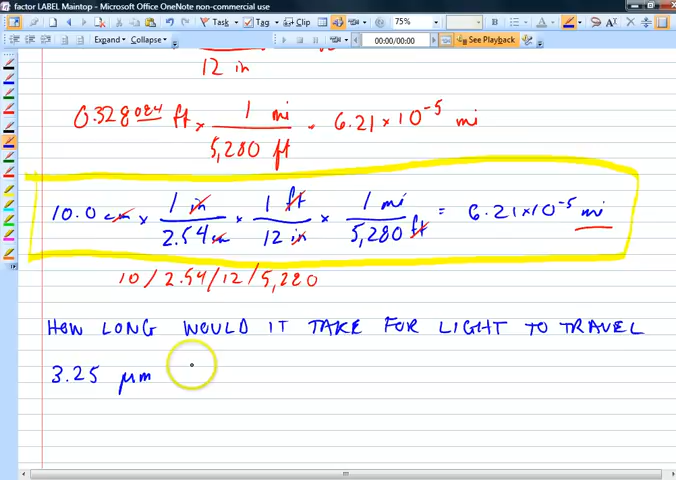 factor LABEL Maintop - Microsoft Office OneNote non-commercial use
Task Tag 75%
Expand Collapse 00:00/00:00 See Playback
12 in
0.328084 ft x 1 mi / 5,280 ft = 6.21 x 10^-5 mi
10.0 cm x 1 in / 2.54 cm x 1 ft / 12 in x 1 mi / 5,280 ft = 6.21 x 10^-5 mi
10 / 2.54 / 12 / 5,280
HOW LONG WOULD IT TAKE FOR LIGHT TO TRAVEL
3.25 µm